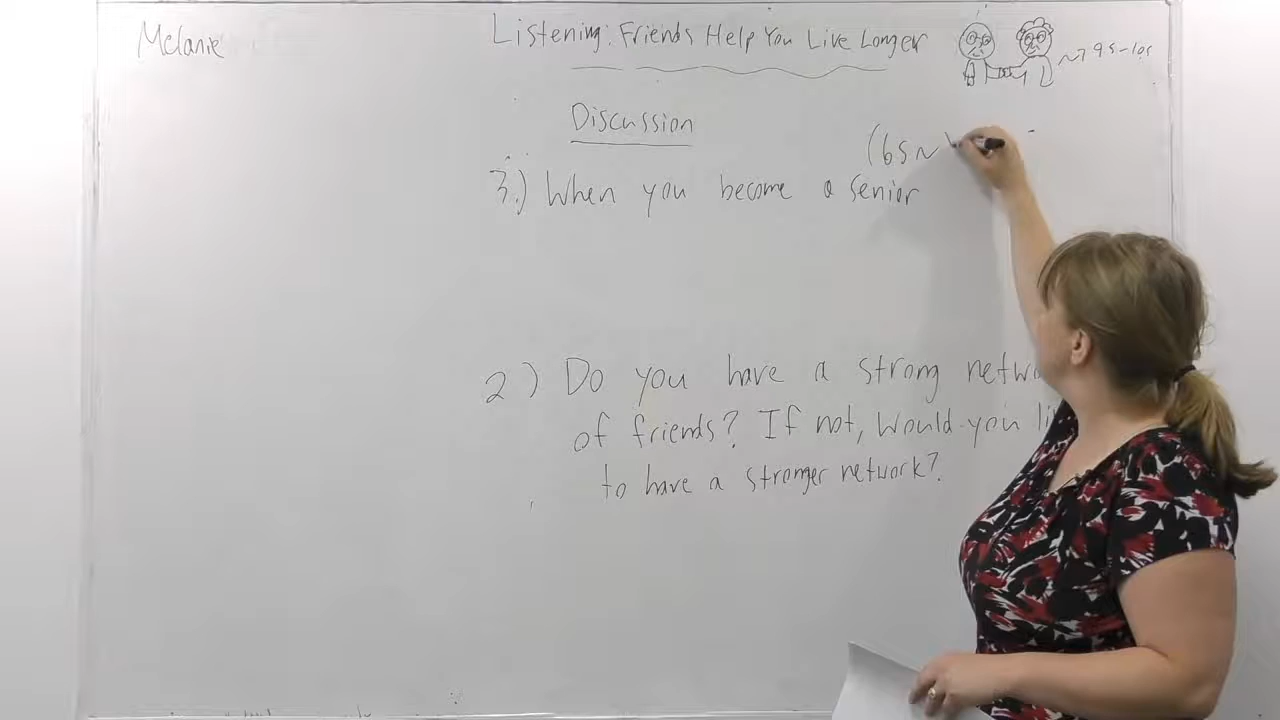 Melanie
Listening: Friends Help You Live Longer
~> 95-105
Discussion
(65~
3.) When you become a senior
2) Do you have a strong netwo
of friends? If not, would you li
to have a stronger network?